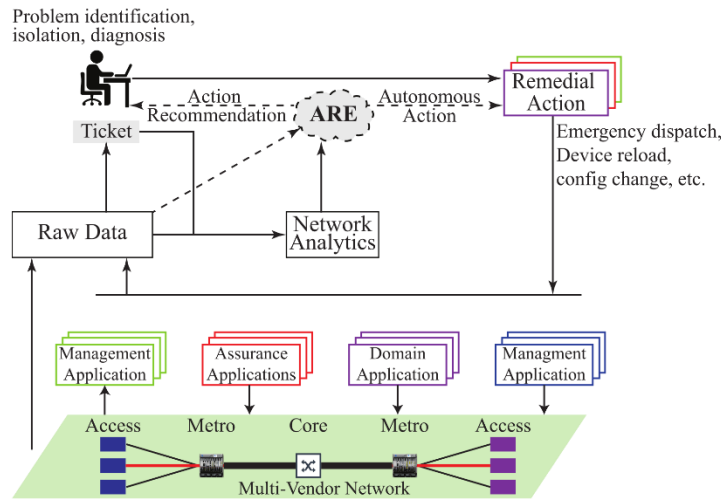 Problem identification,
isolation, diagnosis
Action
Recommendation
ARE
Autonomous
Action
Remedial
Action
Ticket
Emergency dispatch,
Device reload,
config change, etc.
Raw Data
Network
Analytics
Management
Application
Assurance
Applications
Domain
Application
Managment
Application
Access
Metro
Core
Metro
Access
Multi-Vendor Network